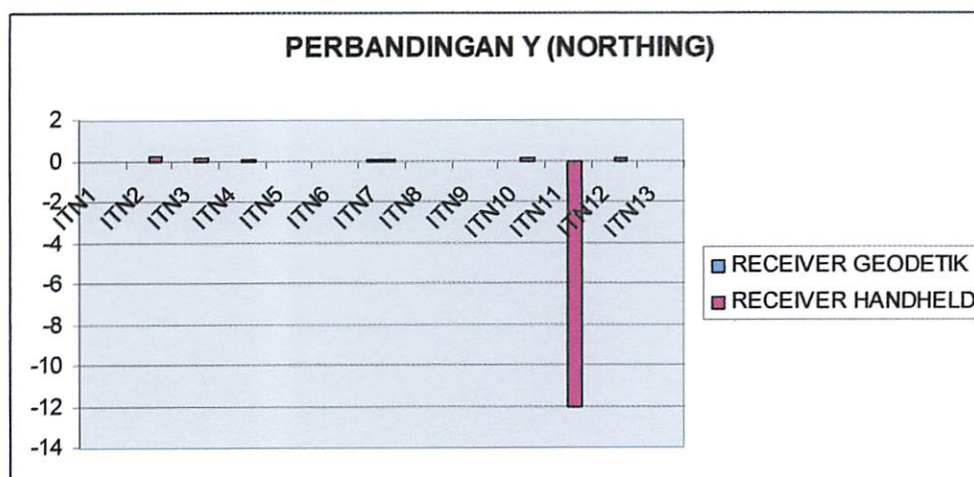 PERBANDINGAN Y (NORTHING)
2
0
-2
-4
-6
-8
-10
-12
-14
ITN1
ITN2
ITN3
ITN4
ITN5
ITN6
ITN7
ITN8
ITN9
ITN10
ITN11
ITN12
ITN13
RECEIVER GEODETIK
RECEIVER HANDHELD